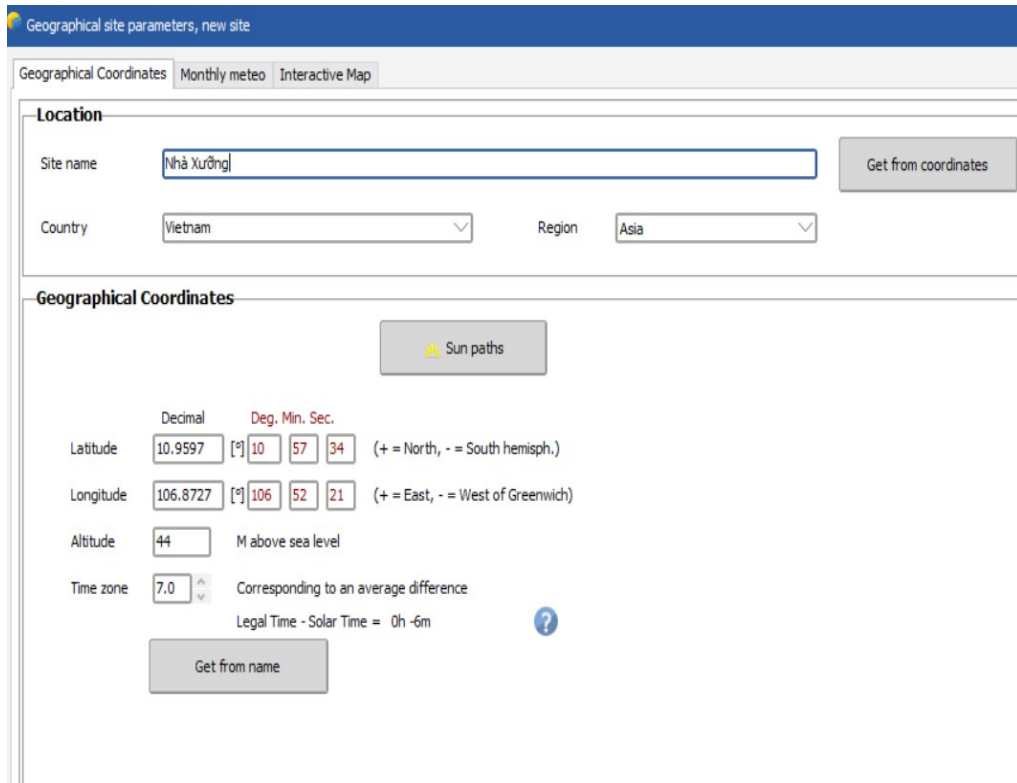 Geographical site parameters, new site
Geographical Coordinates Monthly meteo Interactive Map
Location
Site name Nhà Xưỡng Get from coordinates
Country Vietnam Region Asia
Geographical Coordinates
Sun paths
Decimal Deg. Min. Sec.
Latitude 10.9597 [°] 10 57 34 (+ = North, - = South hemisph.)
Longitude 106.8727 [°] 106 52 21 (+ = East, - = West of Greenwich)
Altitude 44 M above sea level
Time zone 7.0 Corresponding to an average difference
Legal Time - Solar Time = 0h -6m ?
Get from name